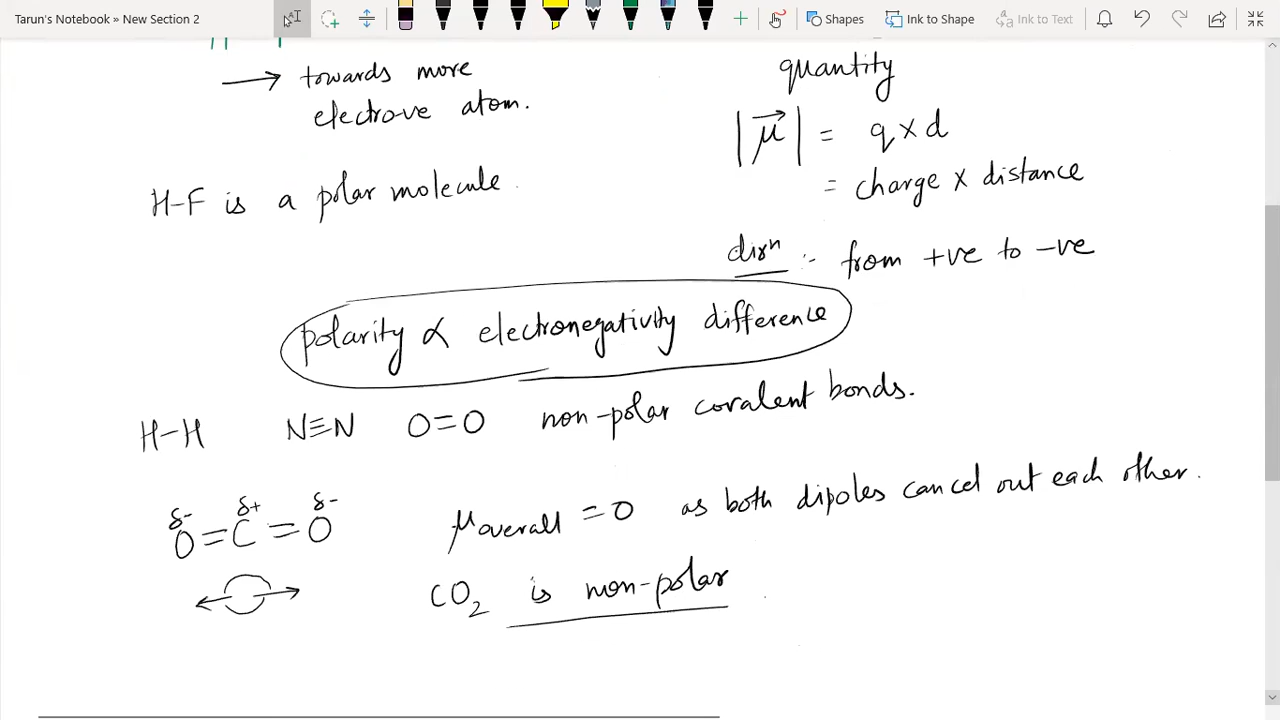 Tarun's Notebook » New Section 2
Shapes
Ink to Shape
Ink to Text
→ towards more
electrove atom.
H-F is a polar molecule.
quantity
|μ⃗| = q × d
= charge × distance
dirⁿ :- from +ve to -ve
polarity ∝ electronegativity difference
H-H N≡N O=O non-polar covalent bonds.
δ- δ+ δ-
O=C=O μoverall = 0 as both dipoles cancel out each other.
CO₂ is non-polar